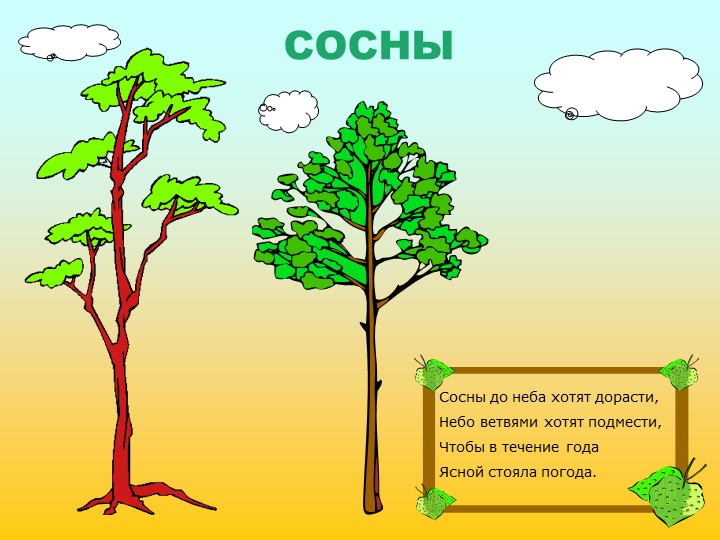 СОСНЫ
Сосны до неба хотят дорасти,
Небо ветвями хотят подмести,
Чтобы в течение года
Ясной стояла погода.